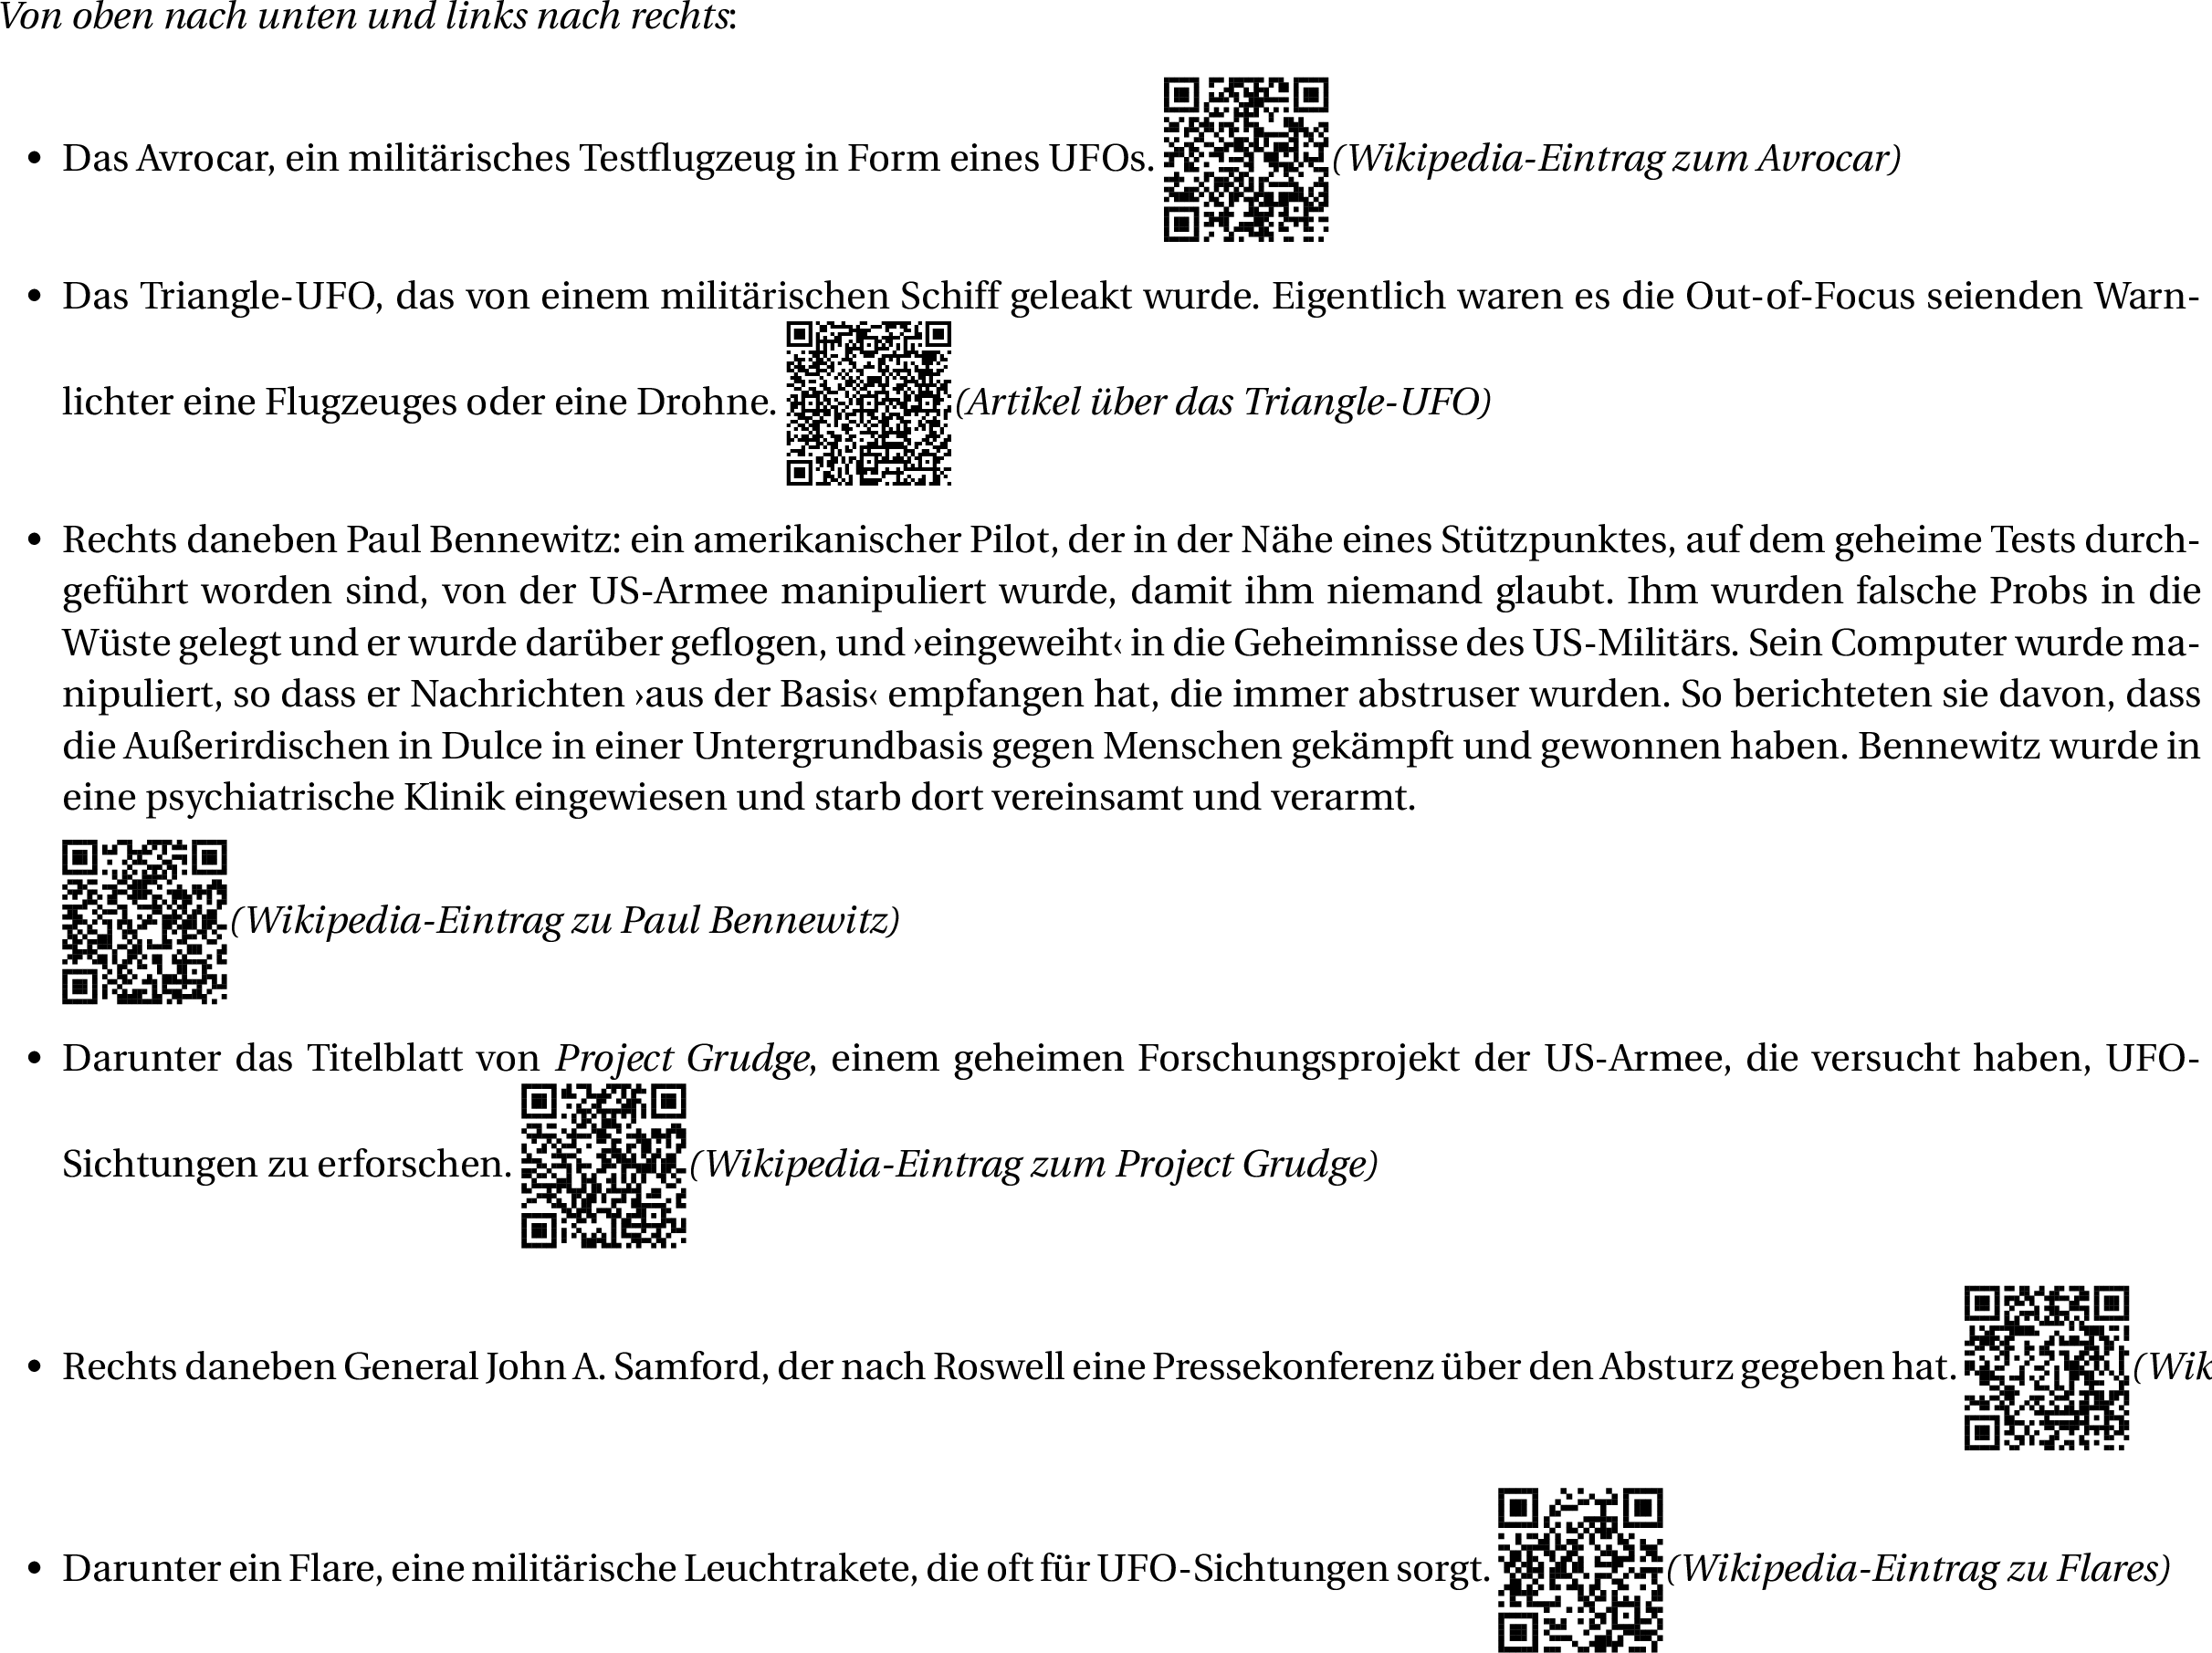 Von oben nach unten und links nach rechts:
• Das Avrocar, ein militärisches Testflugzeug in Form eines UFOs. (Wikipedia-Eintrag zum Avrocar)
• Das Triangle-UFO, das von einem militärischen Schiff geleakt wurde. Eigentlich waren es die Out-of-Focus seienden Warn-
lichter eine Flugzeuges oder eine Drohne. (Artikel über das Triangle-UFO)
• Rechts daneben Paul Bennewitz: ein amerikanischer Pilot, der in der Nähe eines Stützpunktes, auf dem geheime Tests durch-
geführt worden sind, von der US-Armee manipuliert wurde, damit ihm niemand glaubt. Ihm wurden falsche Probs in die
Wüste gelegt und er wurde darüber geflogen, und ›eingeweiht‹ in die Geheimnisse des US-Militärs. Sein Computer wurde ma-
nipuliert, so dass er Nachrichten ›aus der Basis‹ empfangen hat, die immer abstruser wurden. So berichteten sie davon, dass
die Außerirdischen in Dulce in einer Untergrundbasis gegen Menschen gekämpft und gewonnen haben. Bennewitz wurde in
eine psychiatrische Klinik eingewiesen und starb dort vereinsamt und verarmt.
(Wikipedia-Eintrag zu Paul Bennewitz)
• Darunter das Titelblatt von Project Grudge, einem geheimen Forschungsprojekt der US-Armee, die versucht haben, UFO-
Sichtungen zu erforschen. (Wikipedia-Eintrag zum Project Grudge)
• Rechts daneben General John A. Samford, der nach Roswell eine Pressekonferenz über den Absturz gegeben hat. (Wik
• Darunter ein Flare, eine militärische Leuchtrakete, die oft für UFO-Sichtungen sorgt. (Wikipedia-Eintrag zu Flares)